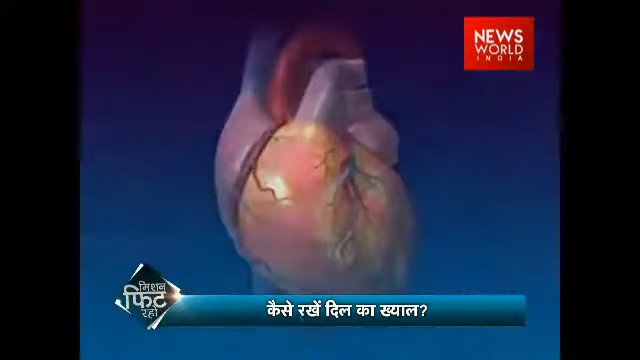 NEWS
WORLD
INDIA
मिशन
फिट
रहो
कैसे रखें दिल का ख्याल?